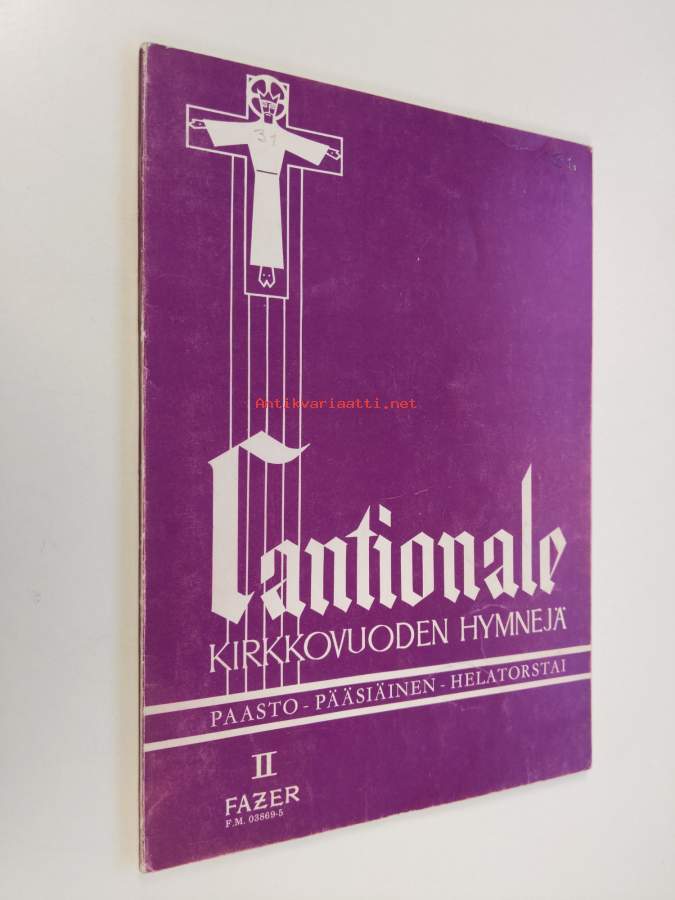 31
Antikvariaatti.net
Cantionale
KIRKKOVUODEN HYMNEJÄ
PAASTO - PÄÄSIÄINEN - HELATORSTAI
II
FAZER
F.M. 03869-5